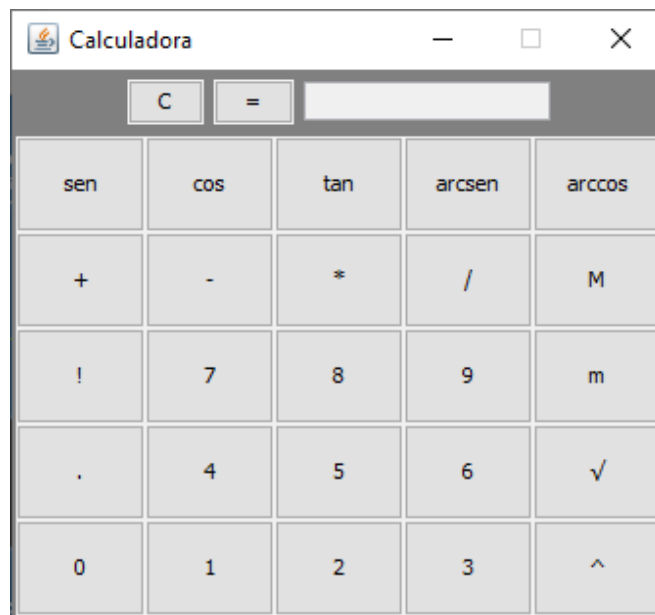 Calculadora
C =
sen cos tan arcsen arccos
+ - * / M
! 7 8 9 m
. 4 5 6 √
0 1 2 3 ^